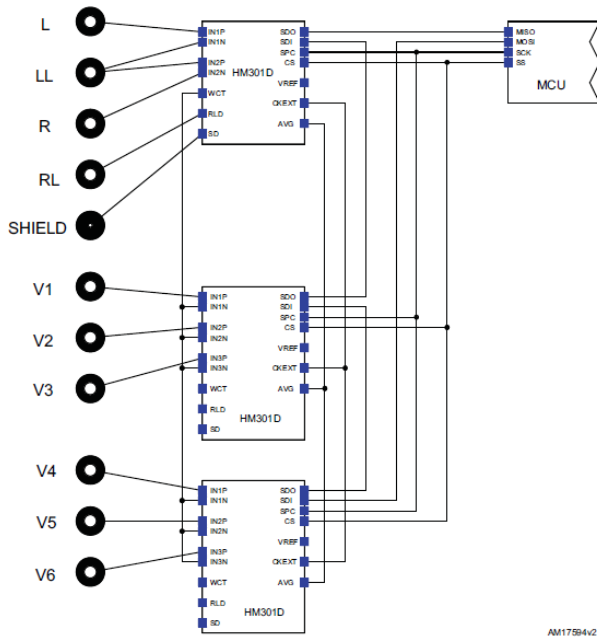 L
LL
R
RL
SHIELD
IN1P
IN1N
IN2P
IN2N
WCT
RLD
SD
SDO
SDI
SPC
CS
VREF
CKEXT
AVG
HM301D
MISO
MOSI
SCK
SS
MCU
V1
V2
V3
IN1P
IN1N
IN2P
IN2N
IN3P
IN3N
WCT
RLD
SD
SDO
SDI
SPC
CS
VREF
CKEXT
AVG
HM301D
V4
V5
V6
IN1P
IN1N
IN2P
IN2N
IN3P
IN3N
WCT
RLD
SD
SDO
SDI
SPC
CS
VREF
CKEXT
AVG
HM301D
AM17594v2